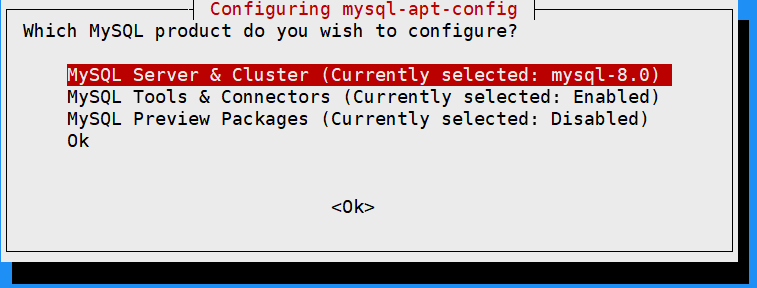 Configuring mysql-apt-config
Which MySQL product do you wish to configure?
MySQL Server & Cluster (Currently selected: mysql-8.0)
MySQL Tools & Connectors (Currently selected: Enabled)
MySQL Preview Packages (Currently selected: Disabled)
Ok
<Ok>